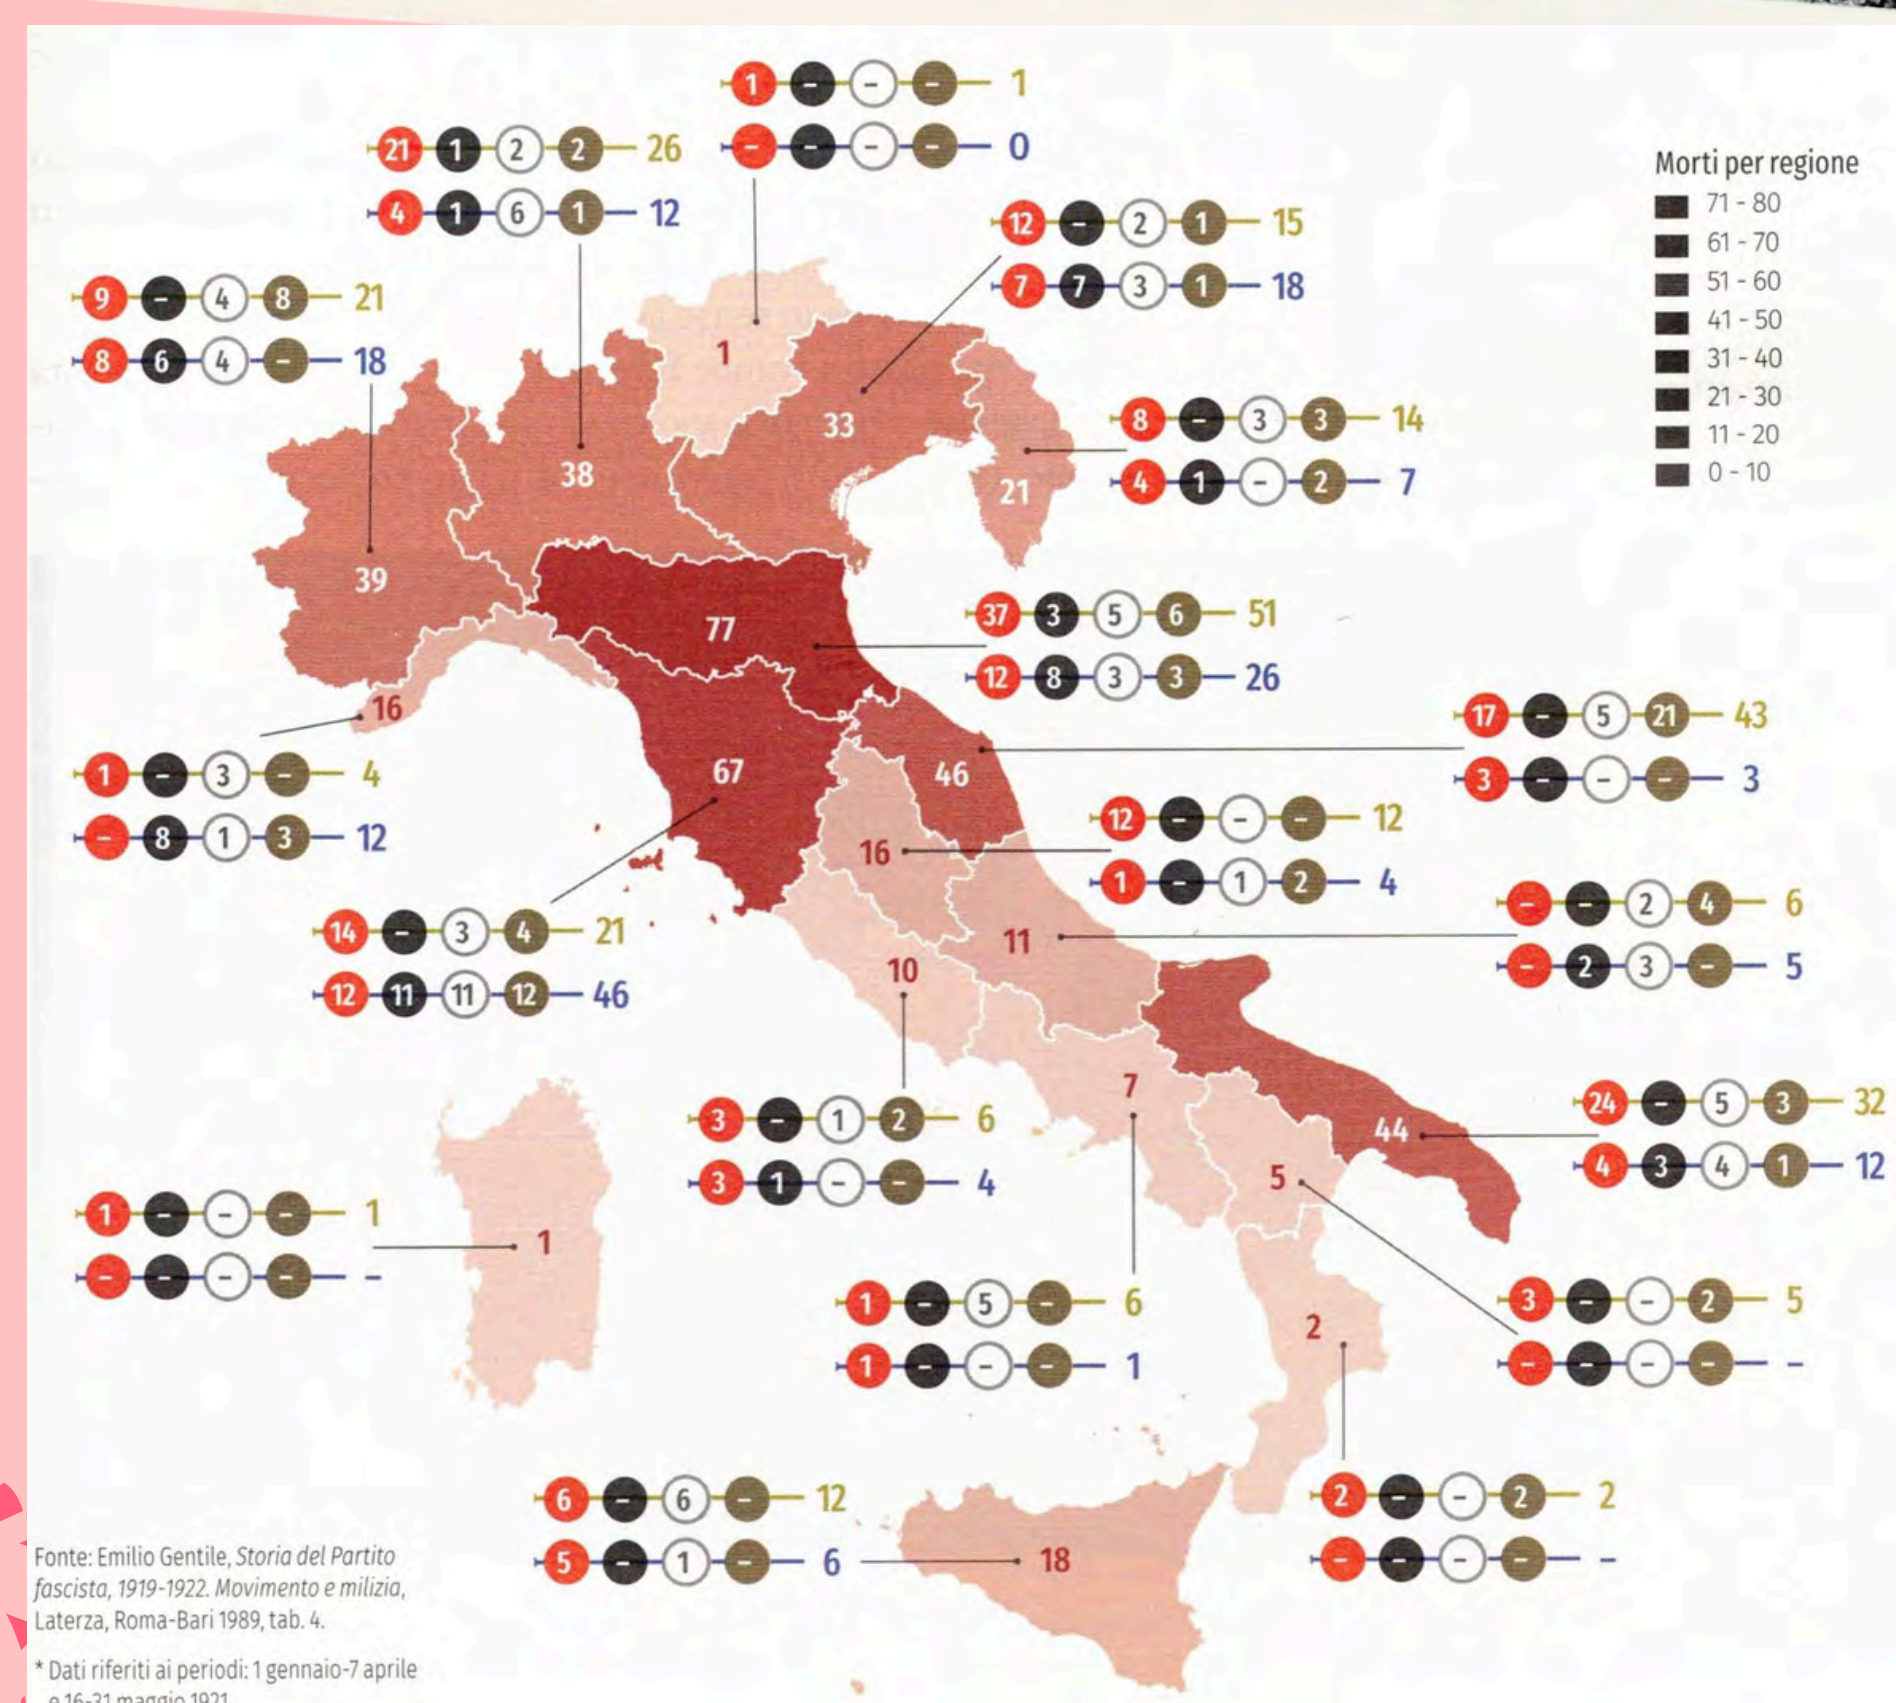 1 - - - 1
- - - - 0
21 1 2 2 26
4 1 6 1 12
Morti per regione
71 - 80
61 - 70
51 - 60
41 - 50
31 - 40
21 - 30
11 - 20
0 - 10
12 - 2 1 15
7 7 3 1 18
9 - 4 8 21
8 6 4 - 18
1
33
8 - 3 3 14
4 1 - 2 7
38
21
39
77
37 3 5 6 51
12 8 3 3 26
16
17 - 5 21 43
3 - - - 3
67
46
1 - 3 - 4
- 8 1 3 12
12 - - - 12
1 - 1 2 4
16
- - 2 4 6
- 2 3 - 5
14 - 3 4 21
12 11 11 12 46
11
10
7
24 - 5 3 32
4 3 4 1 12
44
3 - 1 2 6
3 1 - - 4
5
1 - - - 1
- - - - -
1
1 - 5 - 6
1 - - - 1
3 - - 2 5
- - - - -
2
6 - 6 - 12
5 - 1 - 6
18
2 - - 2 2
- - - - -
Fonte: Emilio Gentile, Storia del Partito
fascista, 1919-1922. Movimento e milizia,
Laterza, Roma-Bari 1989, tab. 4.
* Dati riferiti ai periodi: 1 gennaio-7 aprile
e 16-31 maggio 1921